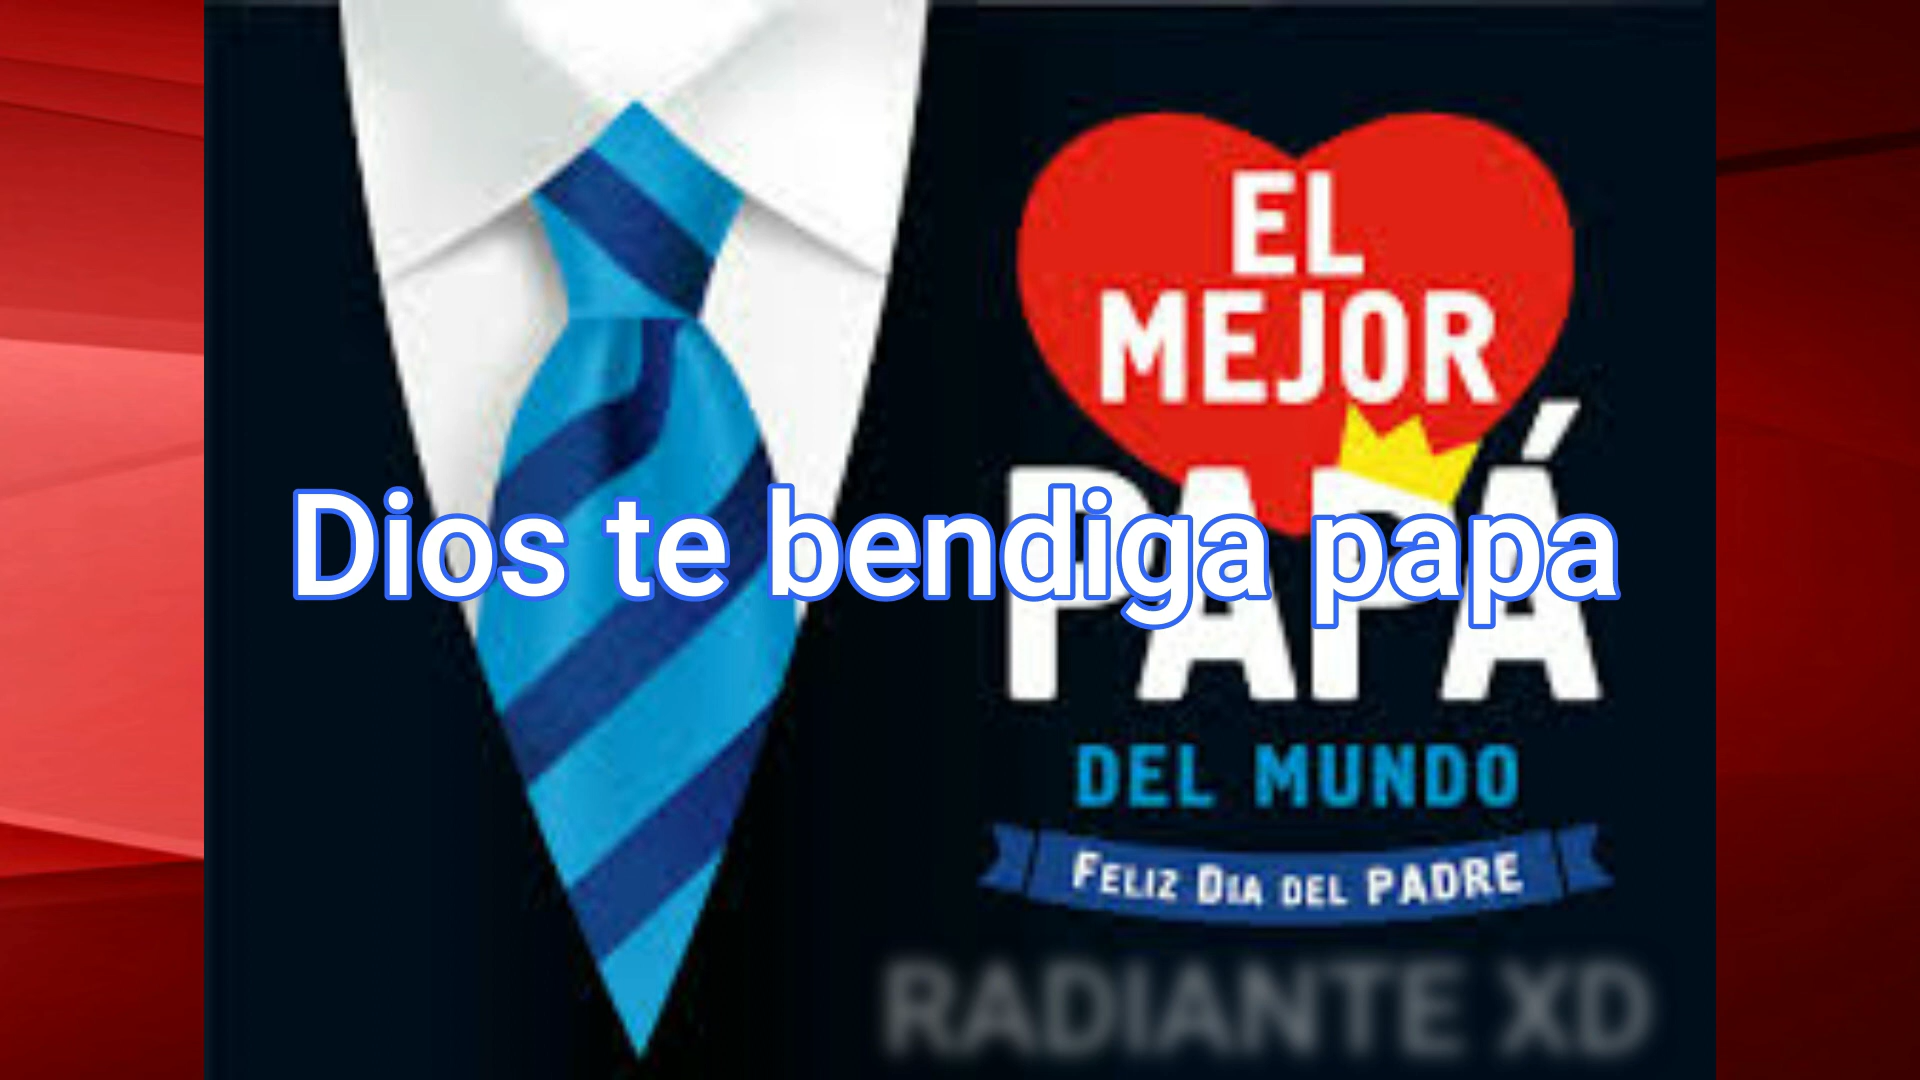 EL
MEJOR
PAPÁ
Dios te bendiga papa
DEL MUNDO
FELIZ DIA DEL PADRE
RADIANTE XD